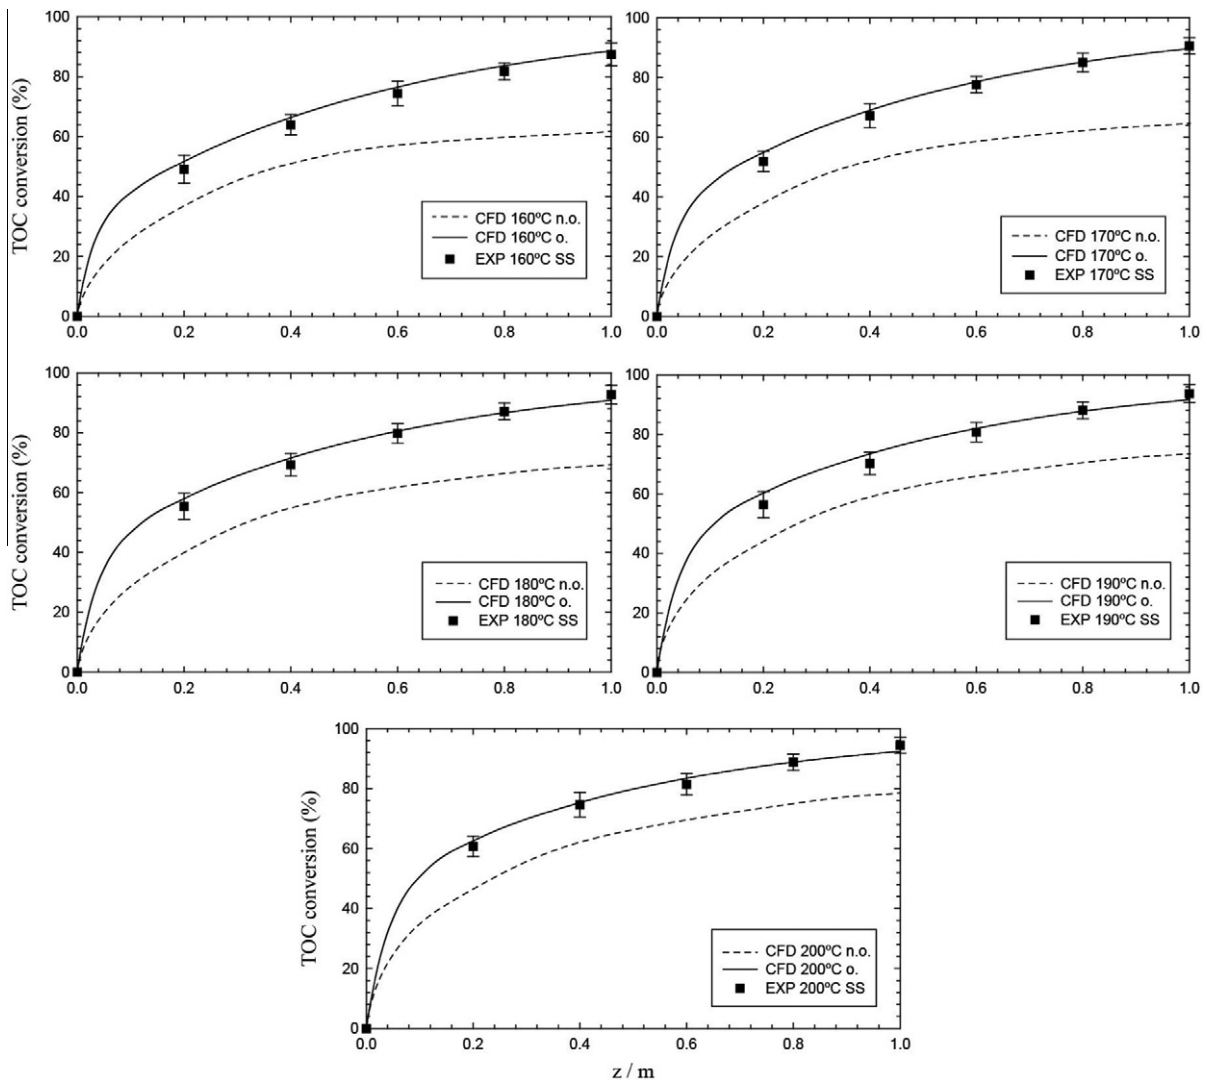 100
80
60
40
20
0
TOC conversion (%)
CFD 160ºC n.o.
CFD 160ºC o.
EXP 160ºC SS
0.0 0.2 0.4 0.6 0.8 1.0
100
80
60
40
20
0
CFD 170ºC n.o.
CFD 170ºC o.
EXP 170ºC SS
0.0 0.2 0.4 0.6 0.8 1.0
100
80
60
40
20
0
TOC conversion (%)
CFD 180ºC n.o.
CFD 180ºC o.
EXP 180ºC SS
0.0 0.2 0.4 0.6 0.8 1.0
100
80
60
40
20
0
CFD 190ºC n.o.
CFD 190ºC o.
EXP 190ºC SS
0.0 0.2 0.4 0.6 0.8 1.0
100
80
60
40
20
0
TOC conversion (%)
CFD 200ºC n.o.
CFD 200ºC o.
EXP 200ºC SS
0.0 0.2 0.4 0.6 0.8 1.0
z / m